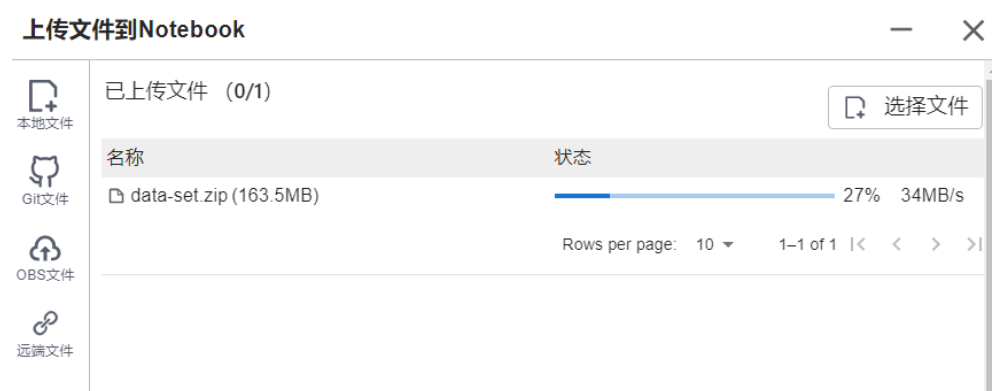 上传文件到Notebook
本地文件
Git文件
OBS文件
远端文件
已上传文件 (0/1)
选择文件
名称 状态
data-set.zip (163.5MB) 27% 34MB/s
Rows per page: 10 1–1 of 1